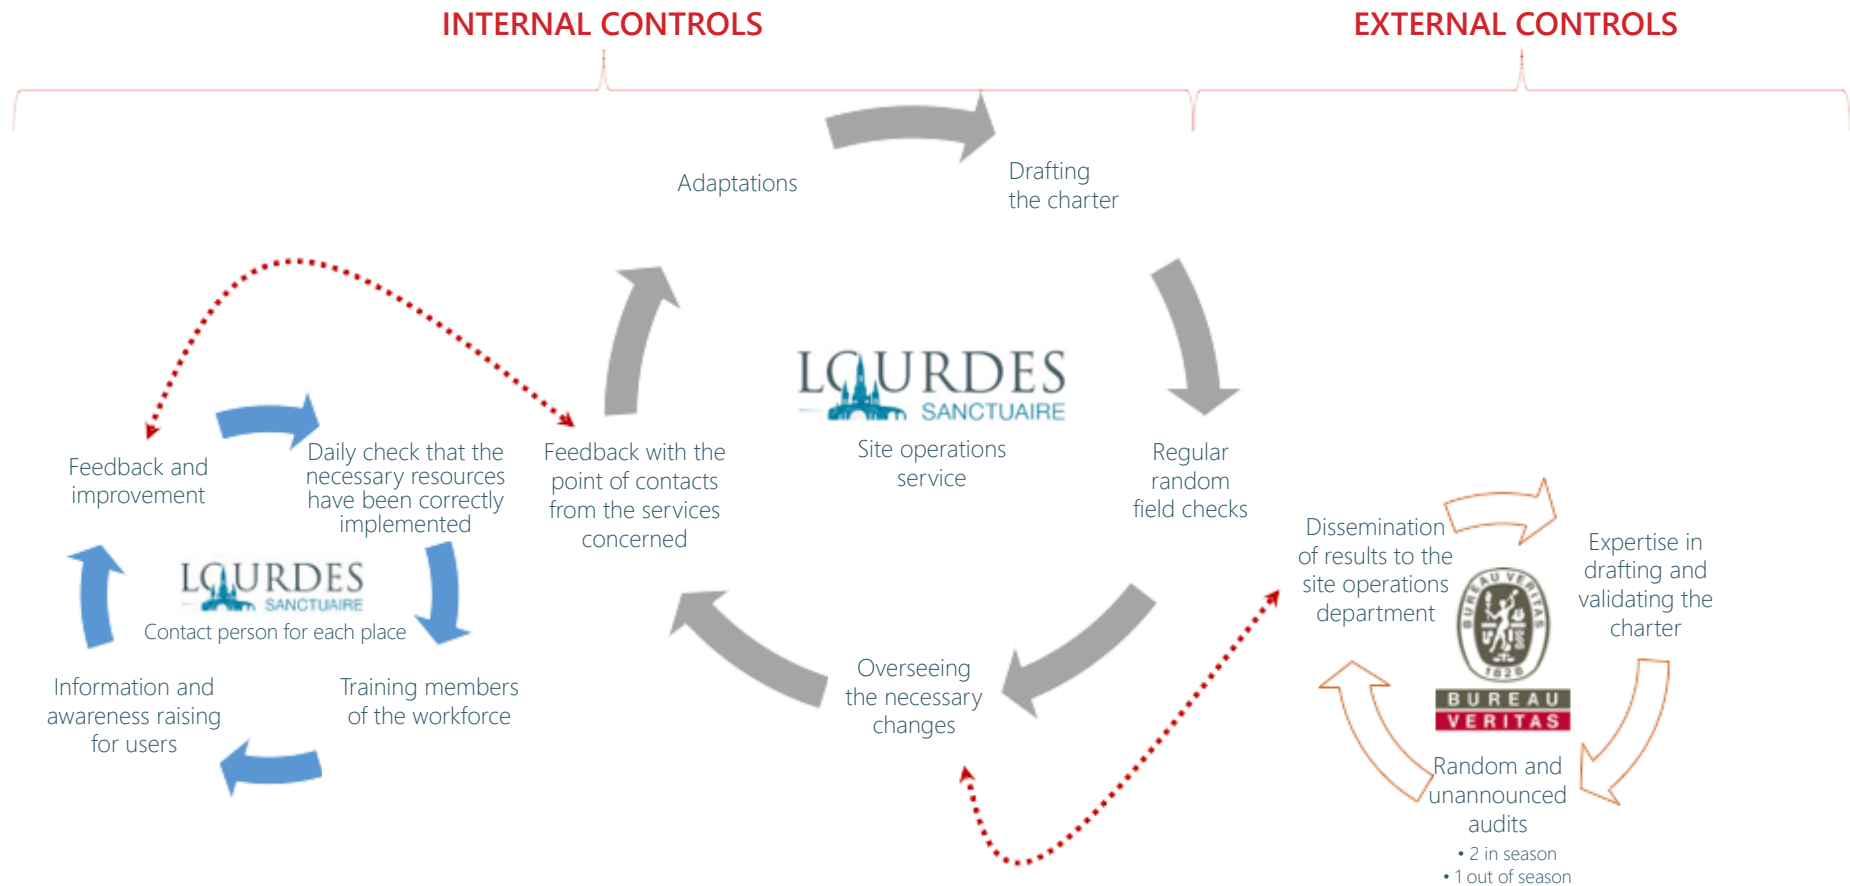 INTERNAL CONTROLS
EXTERNAL CONTROLS
Adaptations
Drafting
the charter
LOURDES
SANCTUAIRE
Site operations
service
Regular
random
field checks
Overseeing
the necessary
changes
Feedback with the
point of contacts
from the services
concerned
Feedback and
improvement
Daily check that the
necessary resources
have been correctly
implemented
LOURDES
SANCTUAIRE
Contact person for each place
Training members
of the workforce
Information and
awareness raising
for users
Dissemination
of results to the
site operations
department
Expertise in
drafting and
validating the
charter
BUREAU VERITAS
1828
BUREAU
VERITAS
Random and
unannounced
audits
• 2 in season
• 1 out of season